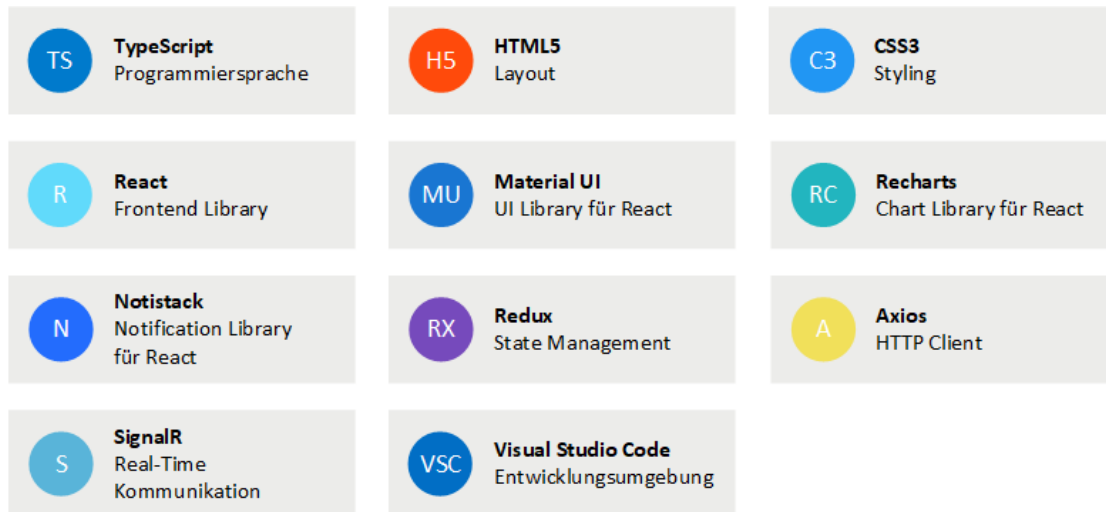 TS
TypeScript
Programmiersprache
H5
HTML5
Layout
C3
CSS3
Styling
R
React
Frontend Library
MU
Material UI
UI Library für React
RC
Recharts
Chart Library für React
N
Notistack
Notification Library
für React
RX
Redux
State Management
A
Axios
HTTP Client
S
SignalR
Real-Time
Kommunikation
VSC
Visual Studio Code
Entwicklungsumgebung